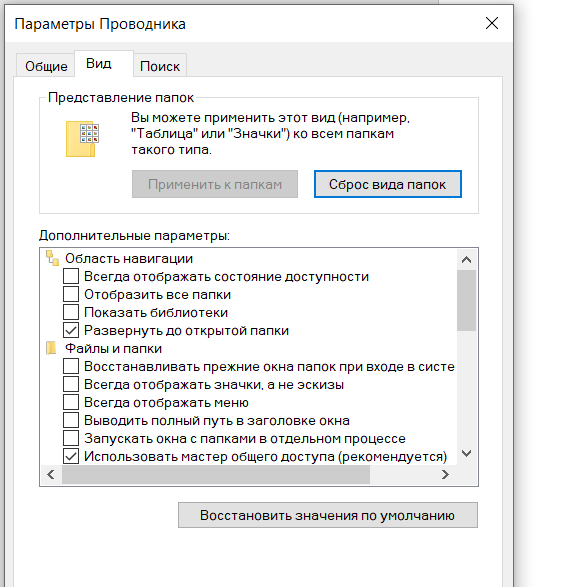 Параметры Проводника
Общие
Вид
Поиск
Представление папок
Вы можете применить этот вид (например,
"Таблица" или "Значки") ко всем папкам
такого типа.
Применить к папкам
Сброс вида папок
Дополнительные параметры:
Область навигации
Всегда отображать состояние доступности
Отобразить все папки
Показать библиотеки
Развернуть до открытой папки
Файлы и папки
Восстанавливать прежние окна папок при входе в систе
Всегда отображать значки, а не эскизы
Всегда отображать меню
Выводить полный путь в заголовке окна
Запускать окна с папками в отдельном процессе
Использовать мастер общего доступа (рекомендуется)
Восстановить значения по умолчанию